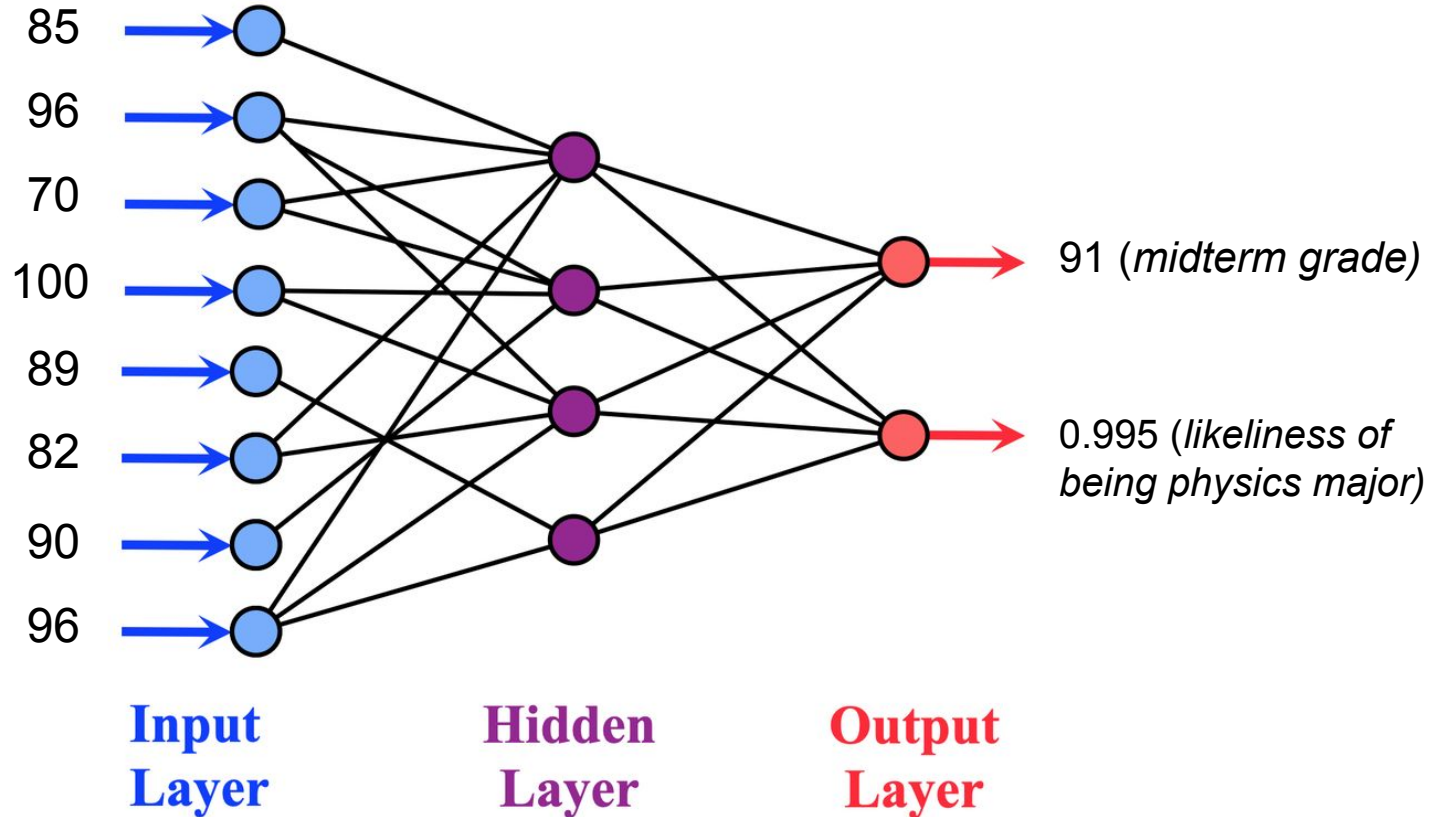 85
96
70
100
89
82
90
96
91 (midterm grade)
0.995 (likeliness of
being physics major)
Input
Layer
Hidden
Layer
Output
Layer